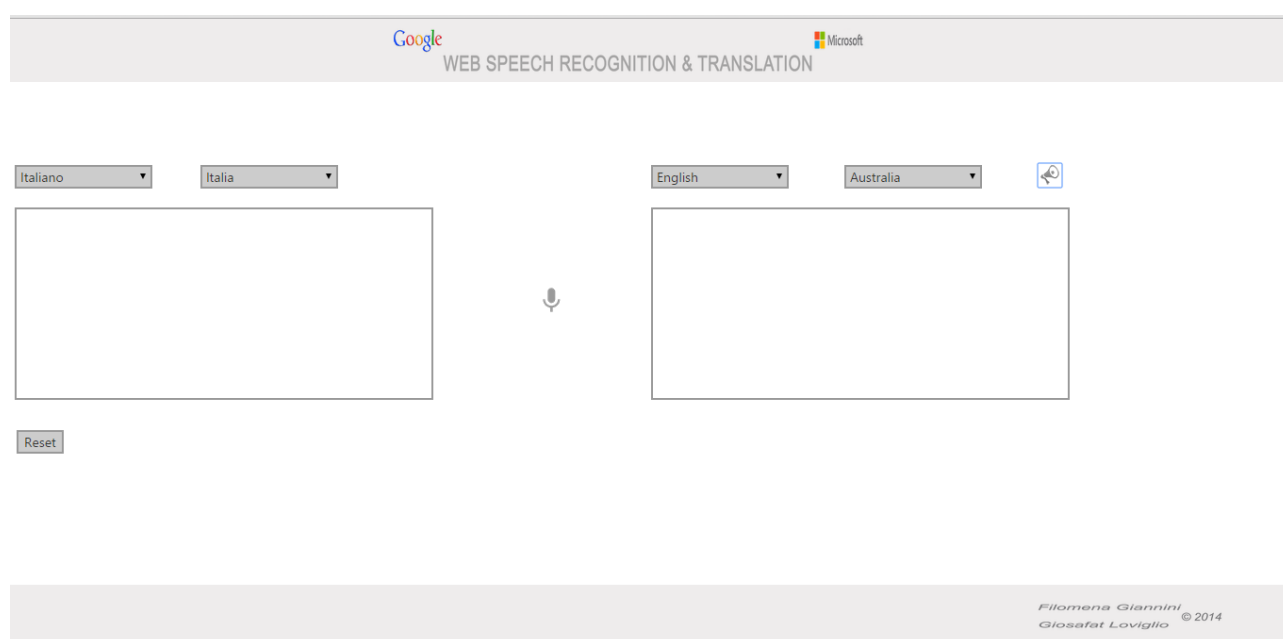 Google Microsoft
WEB SPEECH RECOGNITION & TRANSLATION
Italiano Italia English Australia
Reset
Filomena Giannini
Giosafat Loviglio © 2014